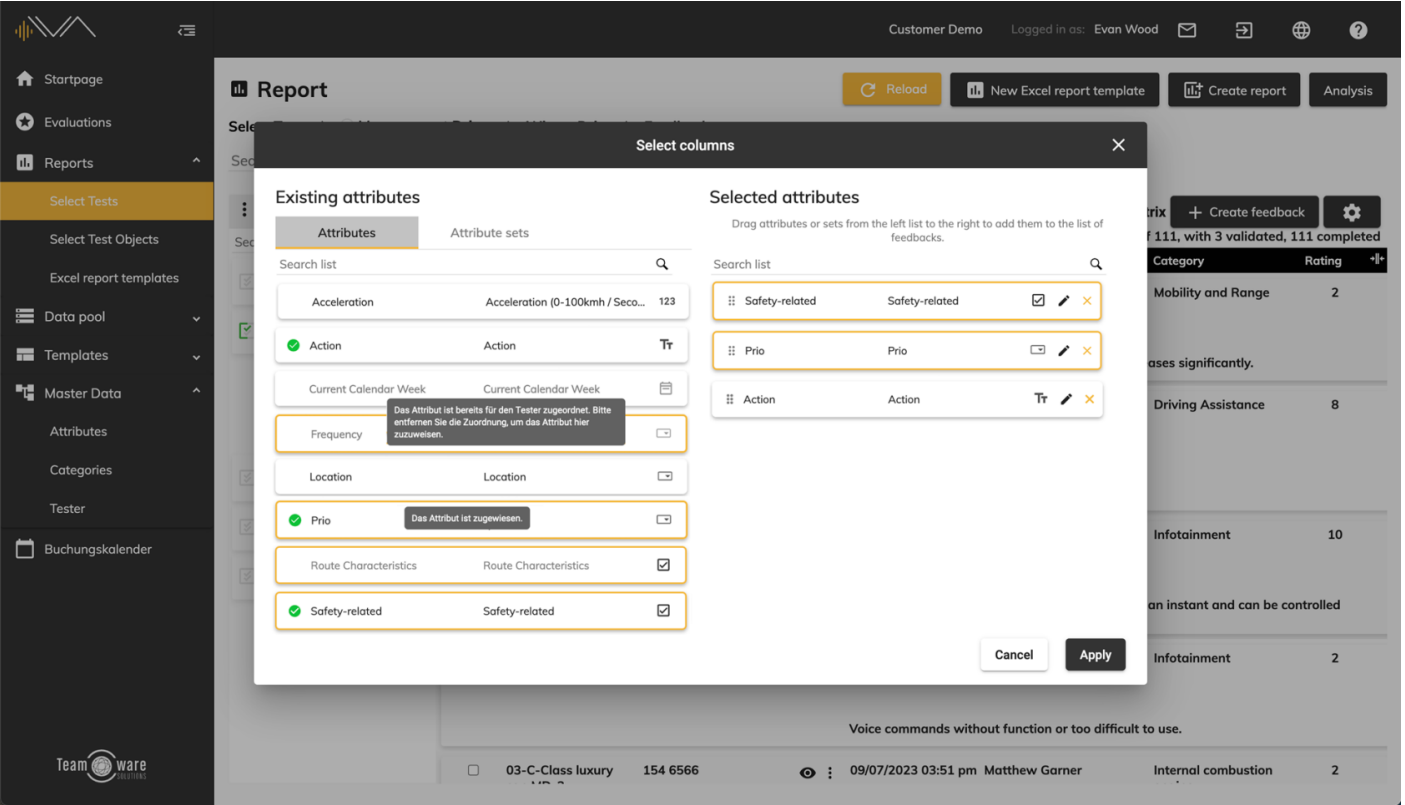 Customer Demo
Logged in as: Evan Wood
Startpage
Evaluations
Reports
Select Tests
Select Test Objects
Excel report templates
Data pool
Templates
Master Data
Attributes
Categories
Tester
Buchungskalender
Team ware
SOLUTIONS
Report
Reload
New Excel report template
Create report
Analysis
Select columns
Existing attributes
Attributes
Attribute sets
Search list
Acceleration
Acceleration (0-100kmh / Seco...
123
Action
Action
Tт
Current Calendar Week
Current Calendar Week
Das Attribut ist bereits für den Tester zugeordnet. Bitte
entfernen Sie die Zuordnung, um das Attribut hier
zuzuweisen.
Frequency
Location
Location
Prio
Das Attribut ist zugewiesen.
Route Characteristics
Route Characteristics
Safety-related
Safety-related
Selected attributes
Drag attributes or sets from the left list to the right to add them to the list of
feedbacks.
Search list
Safety-related
Safety-related
Prio
Prio
Action
Action
Tт
Cancel
Apply
Create feedback
f 111, with 3 validated, 111 completed
Category
Rating
Mobility and Range
2
ases significantly.
Driving Assistance
8
Infotainment
10
an instant and can be controlled
Infotainment
2
Voice commands without function or too difficult to use.
03-C-Class luxury
154 6566
09/07/2023 03:51 pm
Matthew Garner
Internal combustion
2